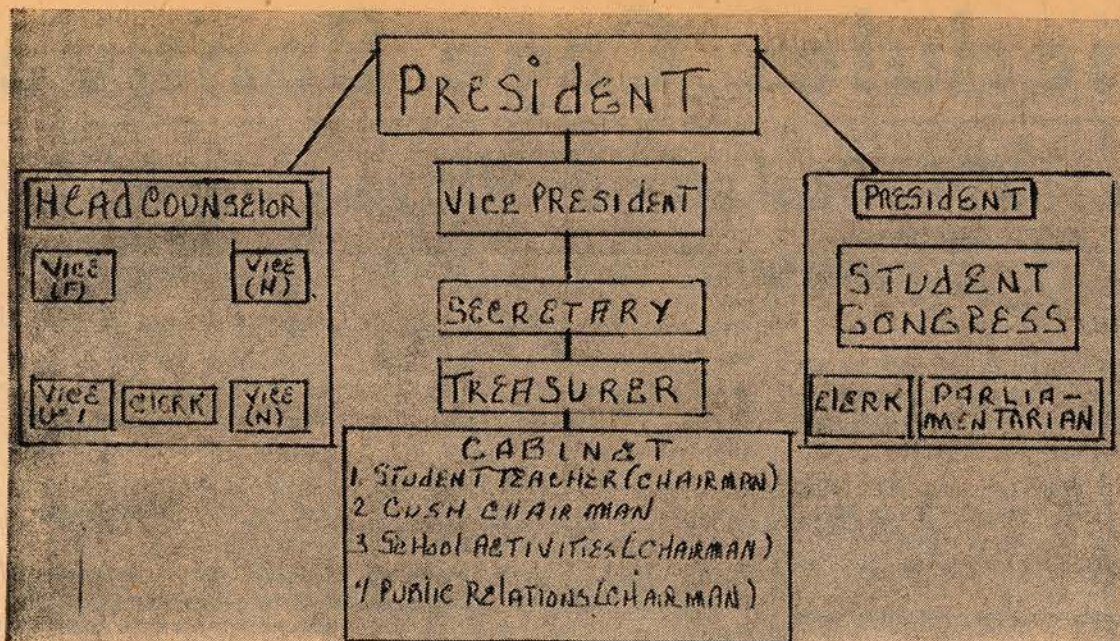 PRESIdENT
HEAd COUNSElOR
VICE
VICE
(N)
VICE
CLERK
VICE
(N)
VICE PRESIdENT
SECRETARY
TREASURER
CABINET
1. STUdENT TEACHER (CHAIRMAN)
2 CUSH CHAIRMAN
3 SCHool ACTIVITIES (CHAIRMAN)
4 PUBLIC RELATIONS (CHAIRMAN)
PRESIDENT
STUdENT
CONGRESS
CLERK
PARLIA-
MENTARIAN